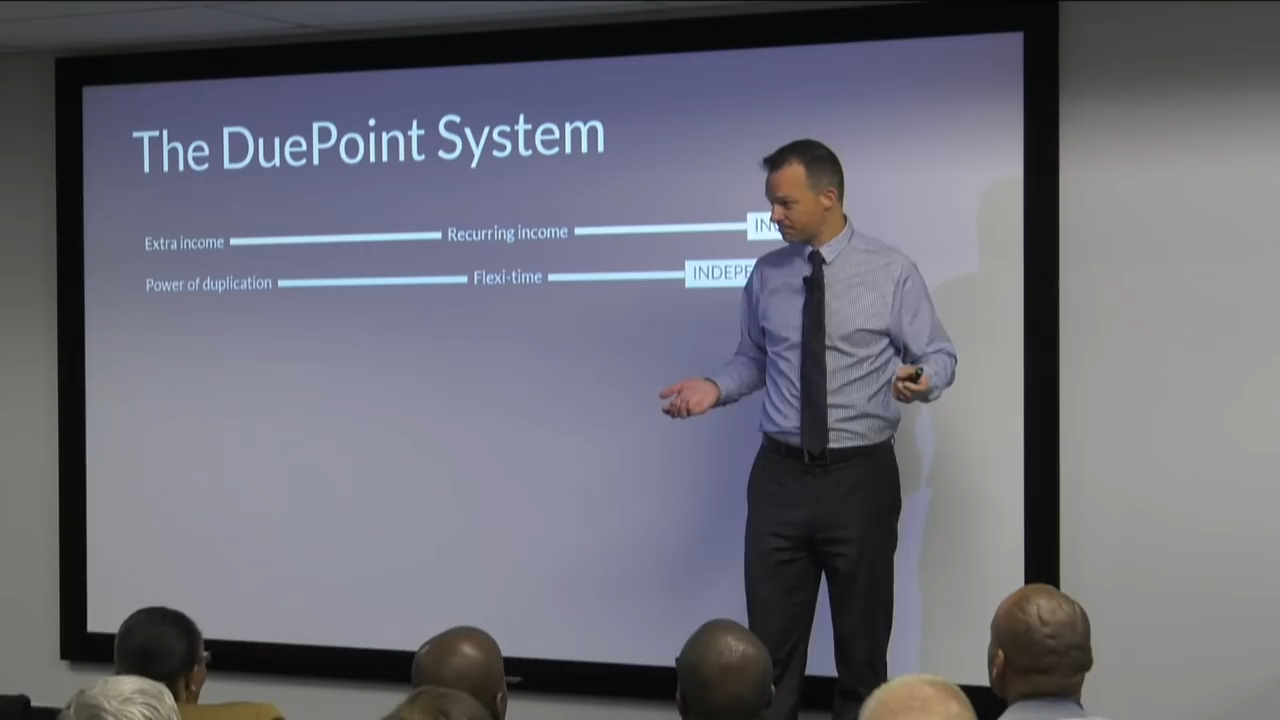 The DuePoint System
Extra income Recurring income
Power of duplication Flexi-time